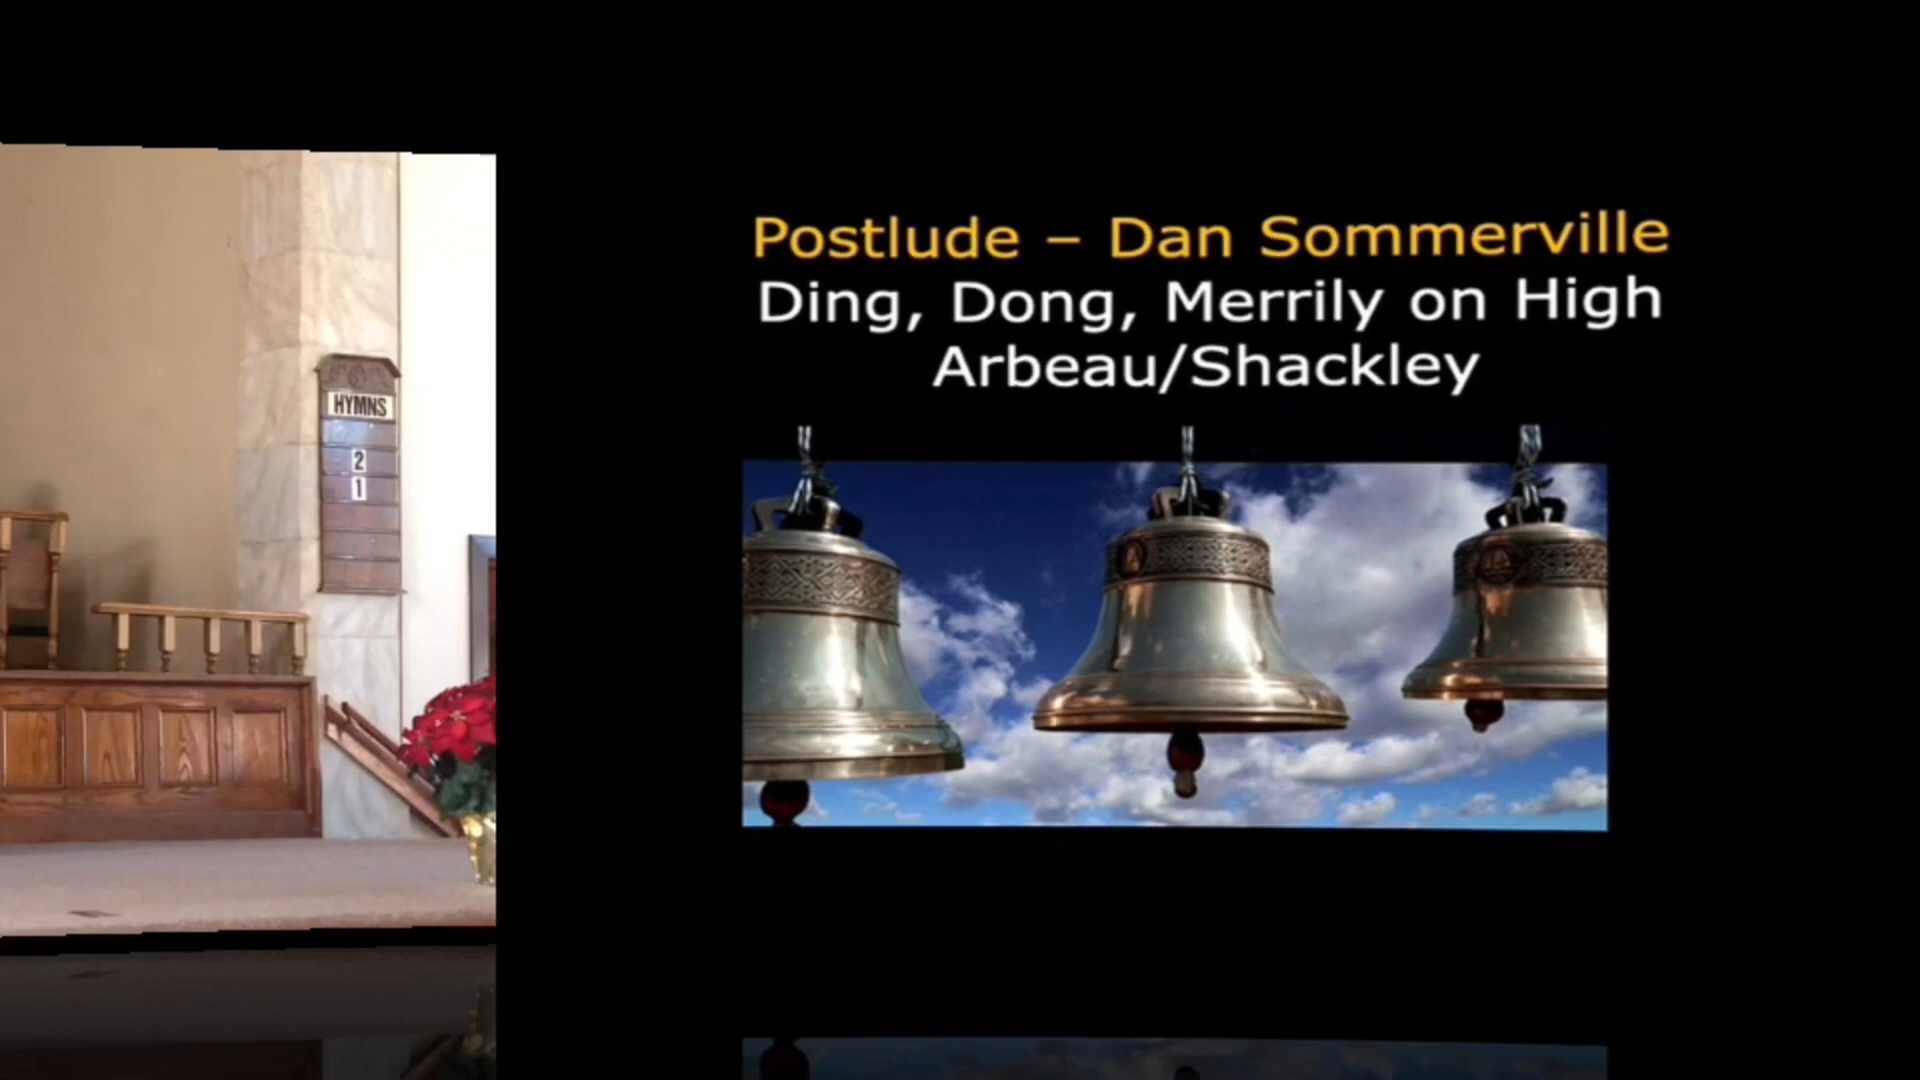 HYMNS
2
1
Postlude – Dan Sommerville
Ding, Dong, Merrily on High
Arbeau/Shackley